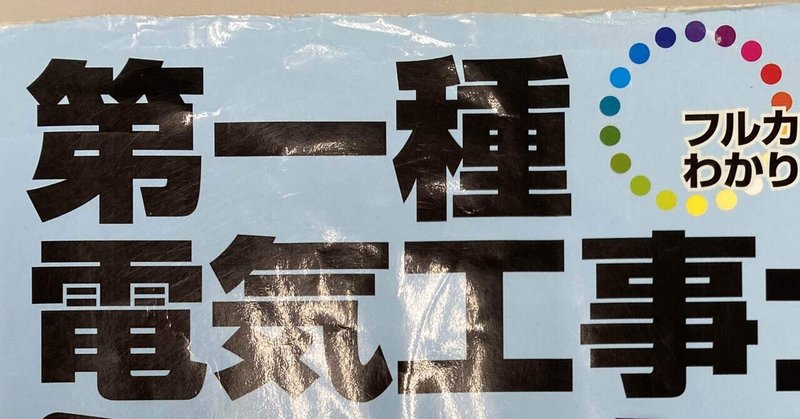 第一種
フルカ
わかり
電気工事